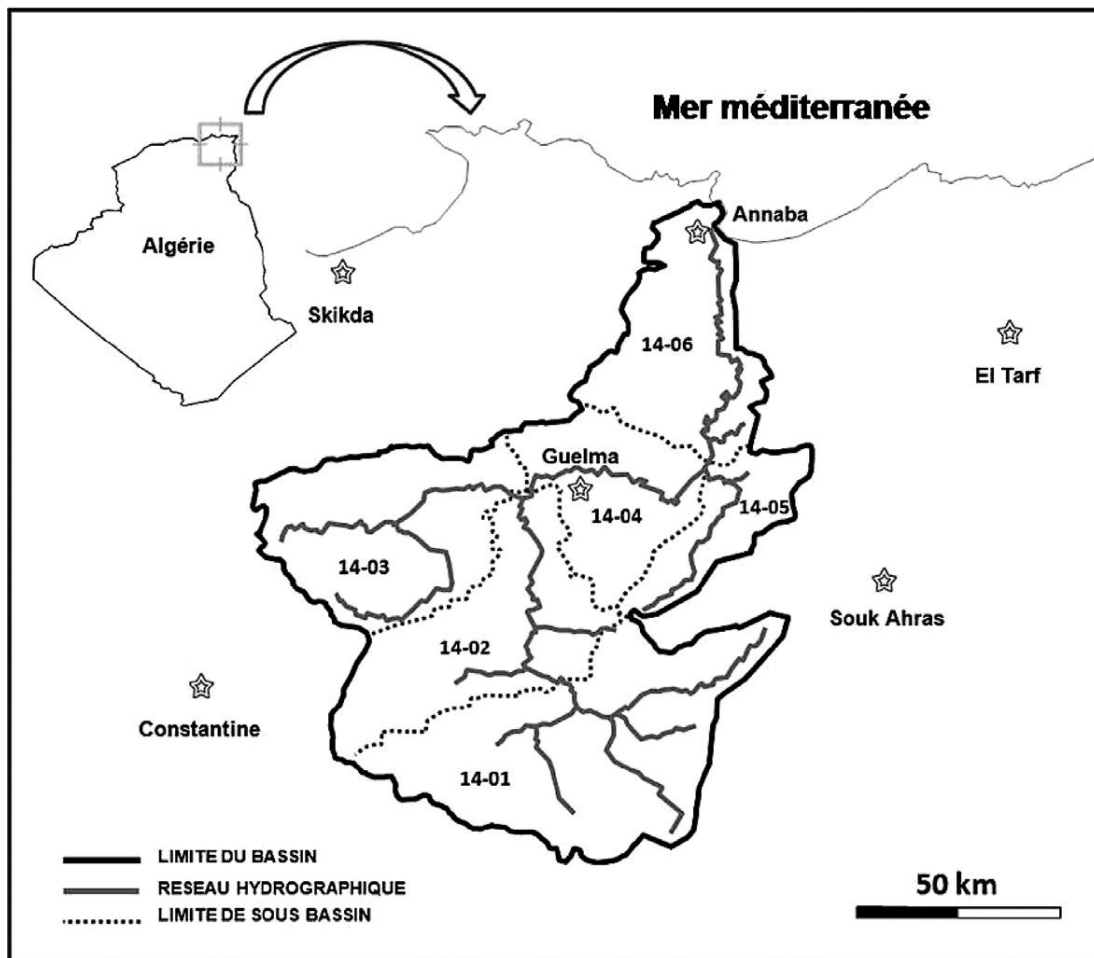 Mer méditerranée
Annaba
Algérie
Skikda
14-06
El Tarf
Guelma
14-04
14-05
14-03
Souk Ahras
14-02
Constantine
14-01
LIMITE DU BASSIN
RESEAU HYDROGRAPHIQUE
LIMITE DE SOUS BASSIN
50 km